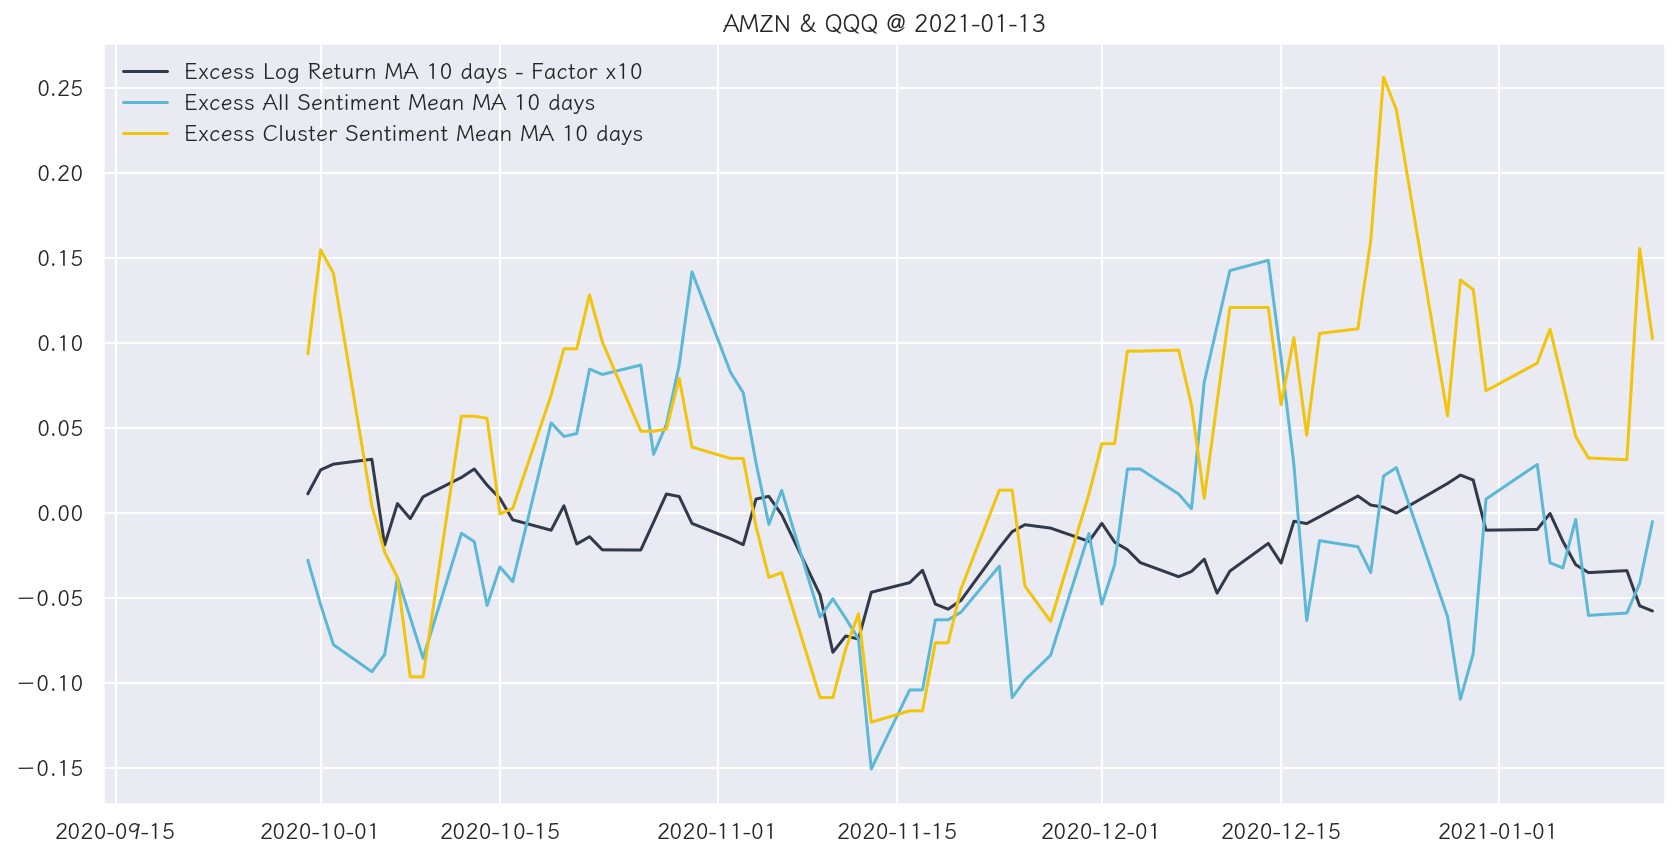 AMZN & QQQ @ 2021-01-13
Excess Log Return MA 10 days - Factor x10
Excess All Sentiment Mean MA 10 days
Excess Cluster Sentiment Mean MA 10 days
0.25
0.20
0.15
0.10
0.05
0.00
−0.05
−0.10
−0.15
2020-09-15 2020-10-01 2020-10-15 2020-11-01 2020-11-15 2020-12-01 2020-12-15 2021-01-01